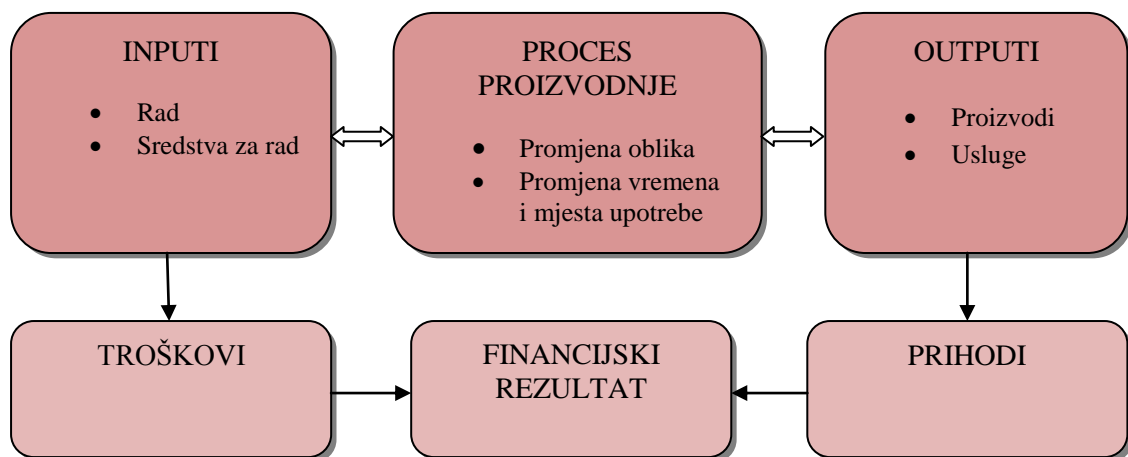 INPUTI
• Rad
• Sredstva za rad
PROCES
PROIZVODNJE
• Promjena oblika
• Promjena vremena
i mjesta upotrebe
OUTPUTI
• Proizvodi
• Usluge
TROŠKOVI
FINANCIJSKI
REZULTAT
PRIHODI